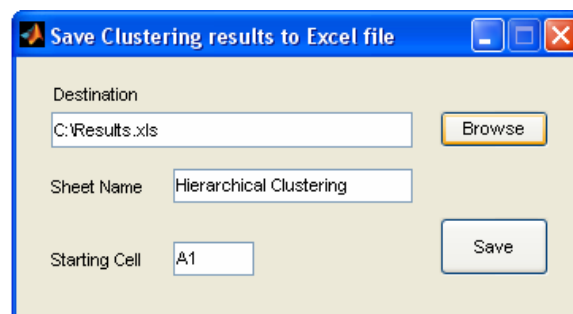 Save Clustering results to Excel file
Destination
C:\Results.xls
Browse
Sheet Name
Hierarchical Clustering
Starting Cell
A1
Save